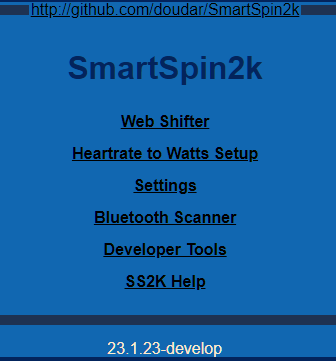 http://github.com/doudar/SmartSpin2k
SmartSpin2k
Web Shifter
Heartrate to Watts Setup
Settings
Bluetooth Scanner
Developer Tools
SS2K Help
23.1.23-develop